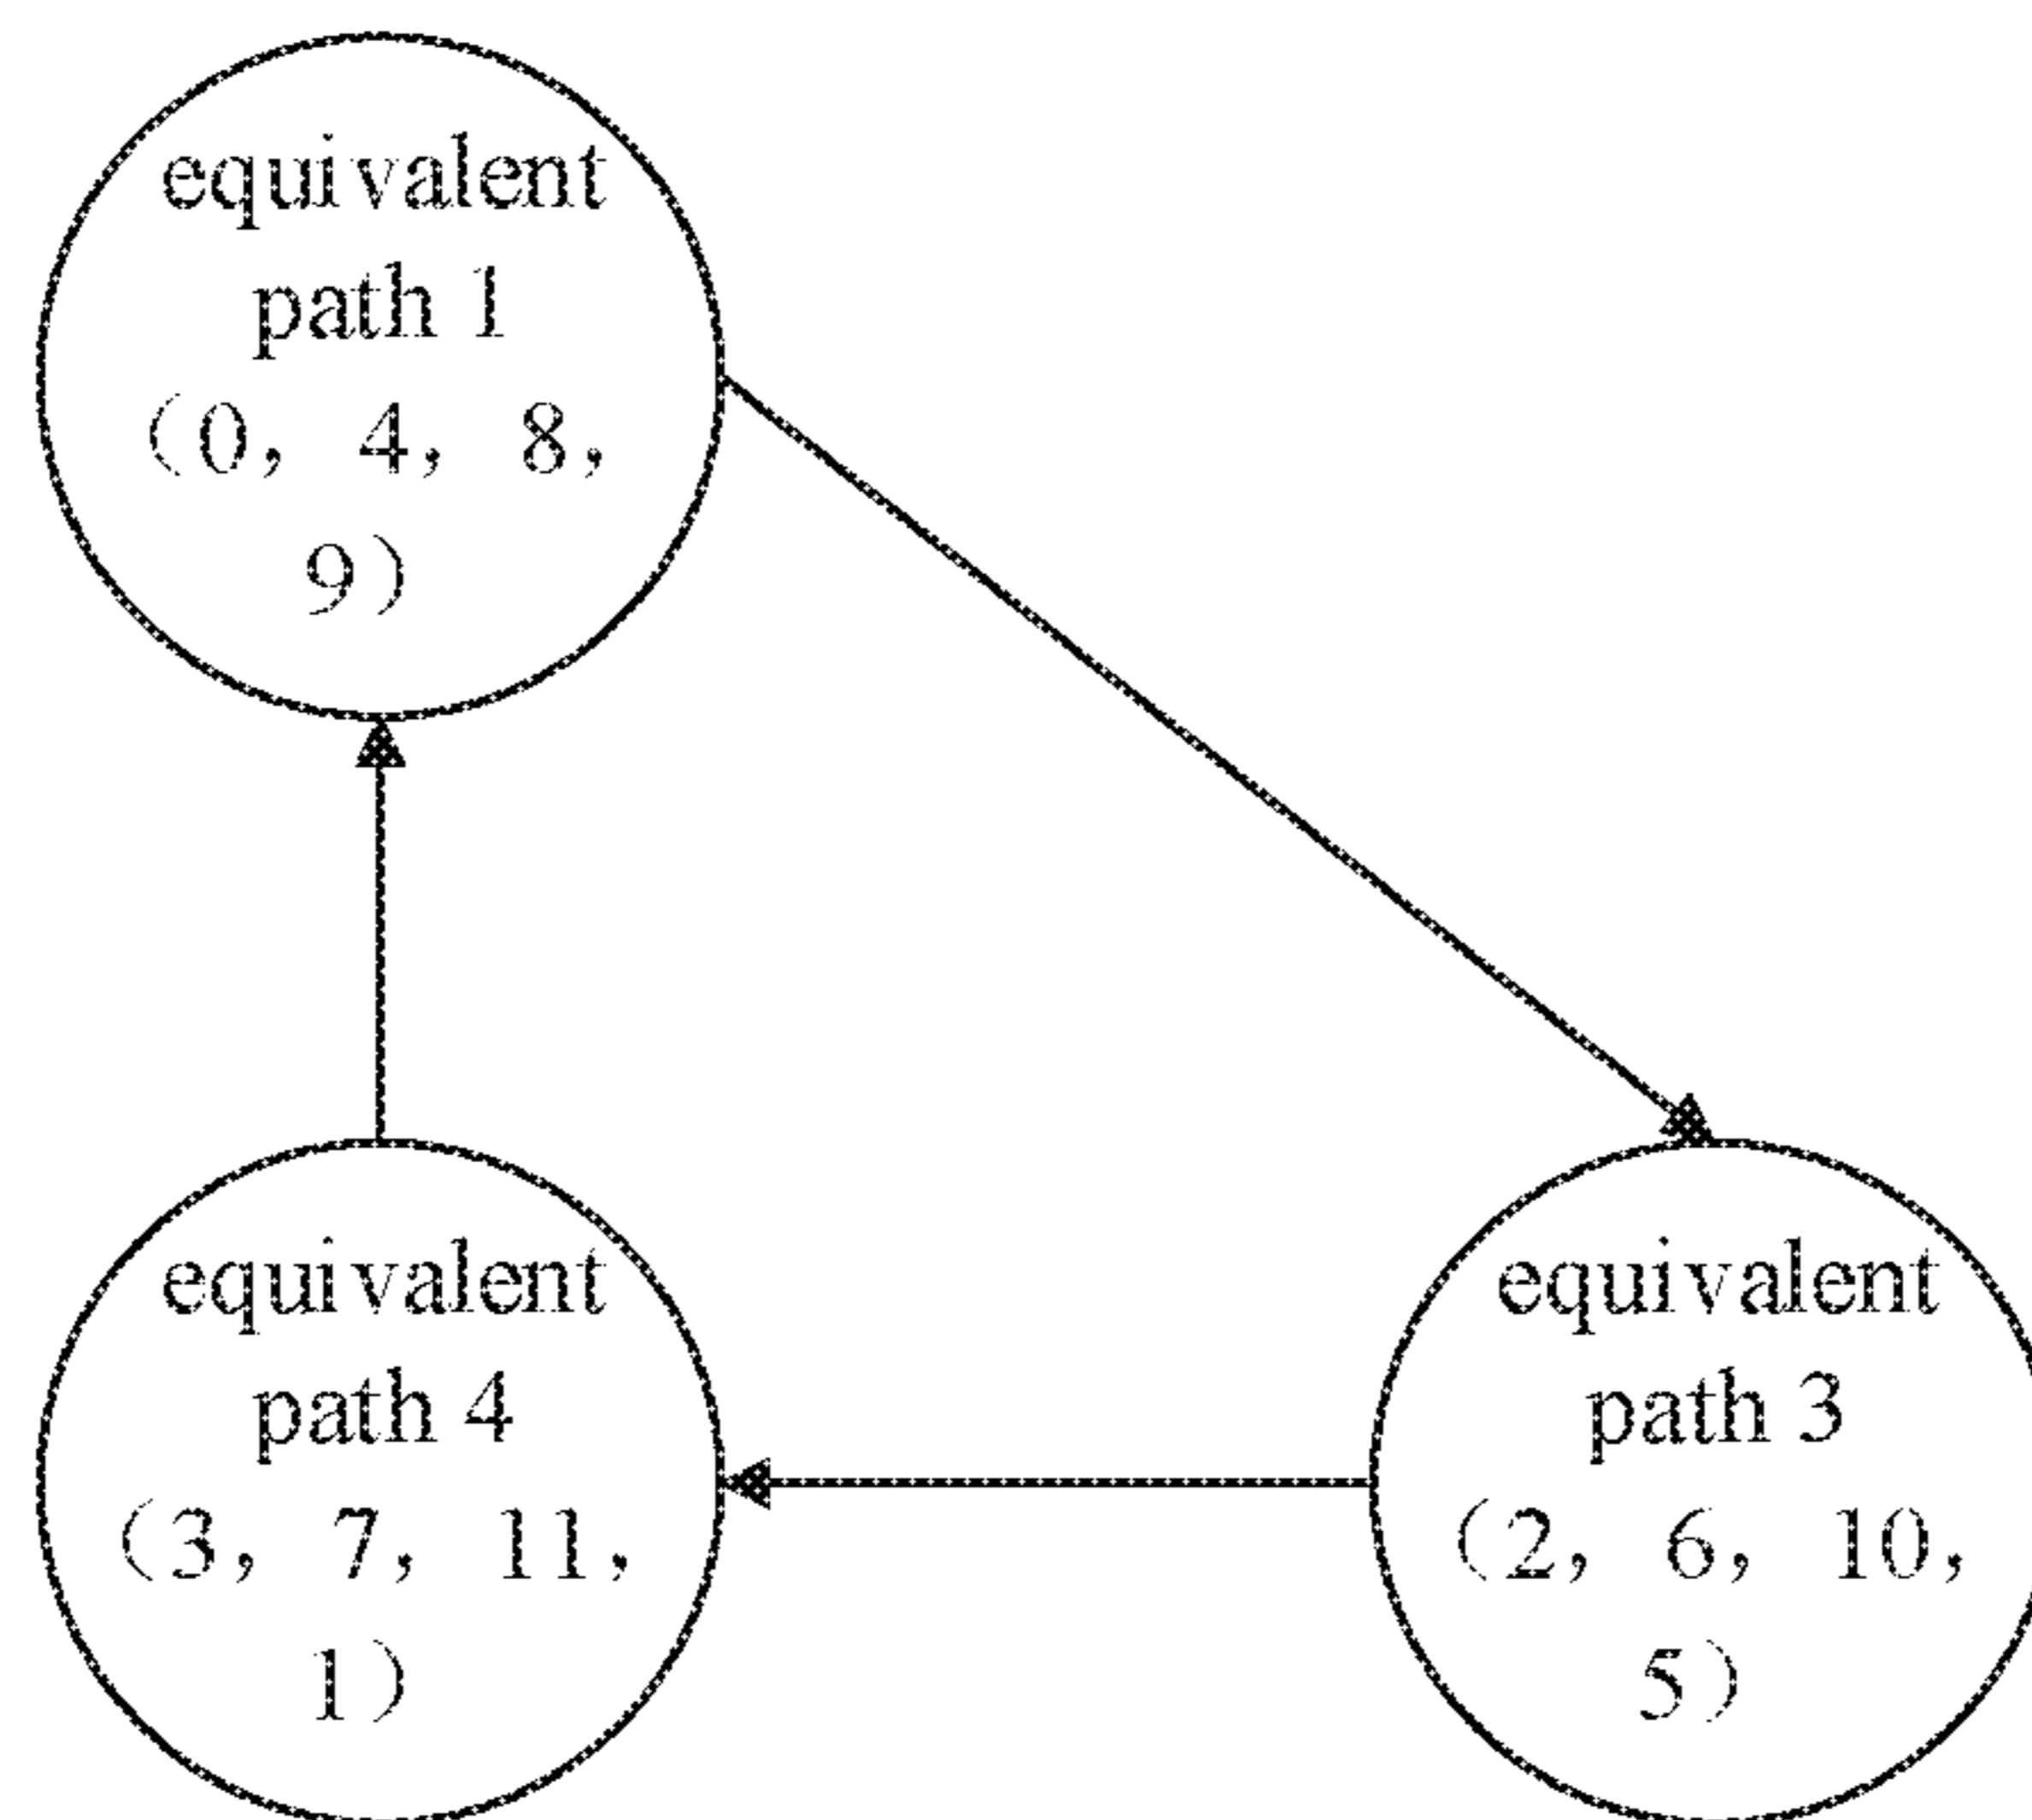 equivalent
path 1
（0，4，8，
9）
equivalent
path 4
（3，7，11，
1）
equivalent
path 3
（2，6，10，
5）